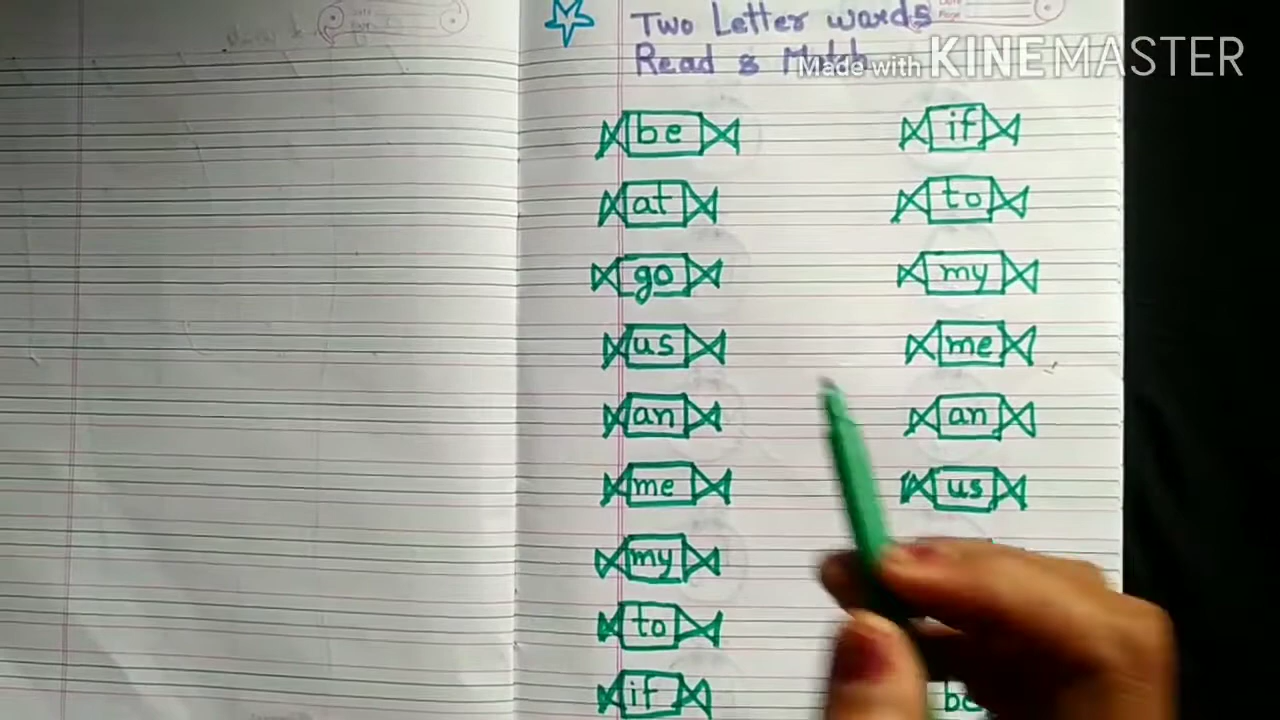 Two Letter words
Read & Match
Made with KINEMASTER
be if
at to
go my
us me
an an
me us
my
to
if be